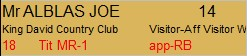 Mr ALBLAS JOE 14
King David Country Club Visitor-Aff Visitor W
18 Tit MR-1 app-RB